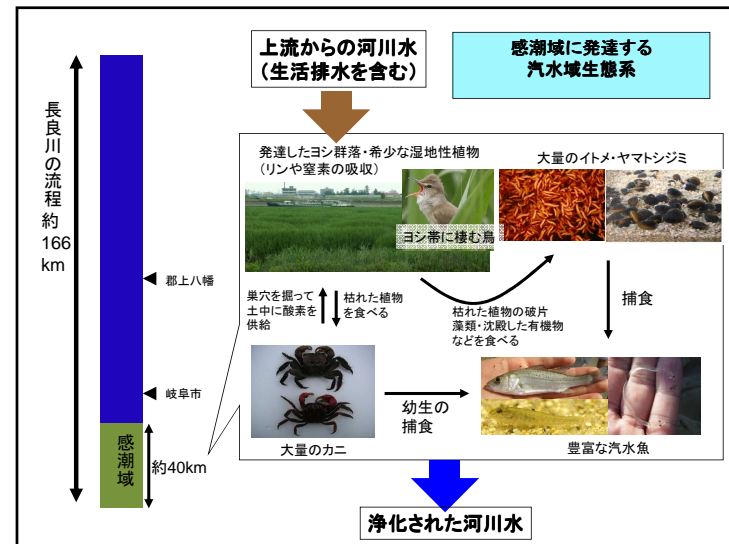 上流からの河川水
（生活排水を含む）
感潮域に発達する
汽水域生態系
長良川の流程 約
166
km
郡上八幡
岐阜市
感潮域
約40km
発達したヨシ群落・希少な湿地性植物
（リンや窒素の吸収）
ヨシ帯に棲む鳥
大量のイトメ・ヤマトシジミ
巣穴を掘って
土中に酸素を
供給
枯れた植物
を食べる
枯れた植物の破片
藻類・沈殿した有機物
などを食べる
捕食
大量のカニ
幼生の
捕食
豊富な汽水魚
浄化された河川水